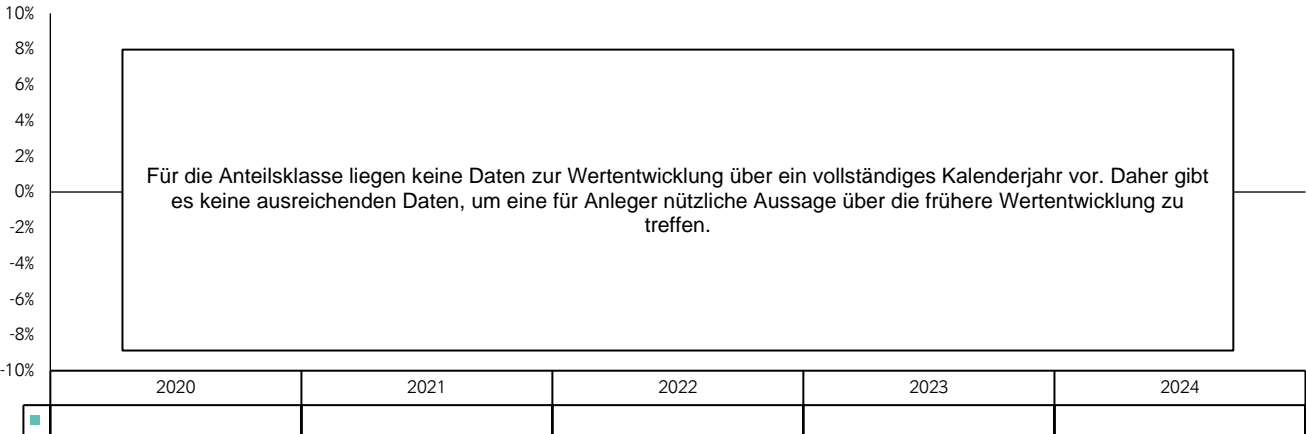 10%
8%
6%
4%
2%
0%
-2%
-4%
-6%
-8%
-10%
Für die Anteilsklasse liegen keine Daten zur Wertentwicklung über ein vollständiges Kalenderjahr vor. Daher gibt
es keine ausreichenden Daten, um eine für Anleger nützliche Aussage über die frühere Wertentwicklung zu
treffen.
2020 2021 2022 2023 2024